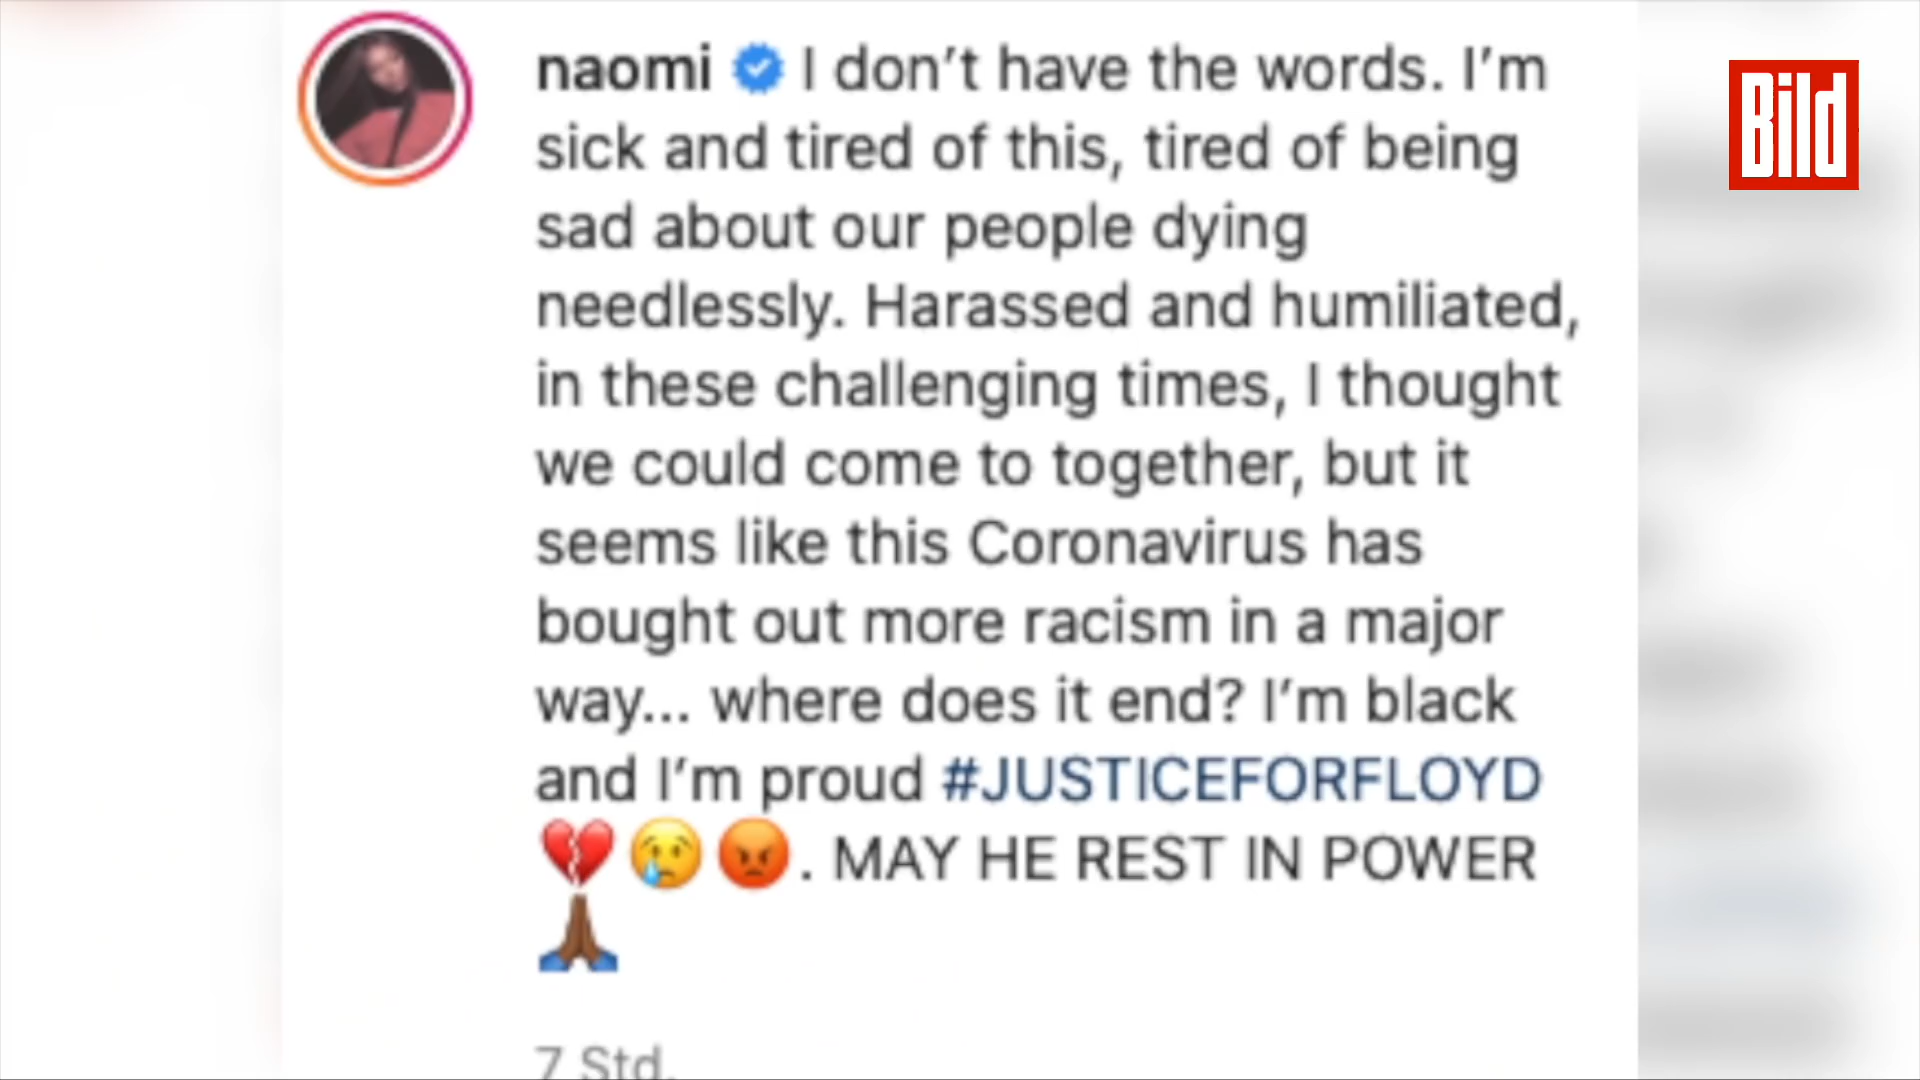 naomi I don’t have the words. I’m
sick and tired of this, tired of being
sad about our people dying
needlessly. Harassed and humiliated,
in these challenging times, I thought
we could come to together, but it
seems like this Coronavirus has
bought out more racism in a major
way... where does it end? I’m black
and I’m proud #JUSTICEFORFLOYD
💔😢😡. MAY HE REST IN POWER
🙏🏾
7 Std.
Bild